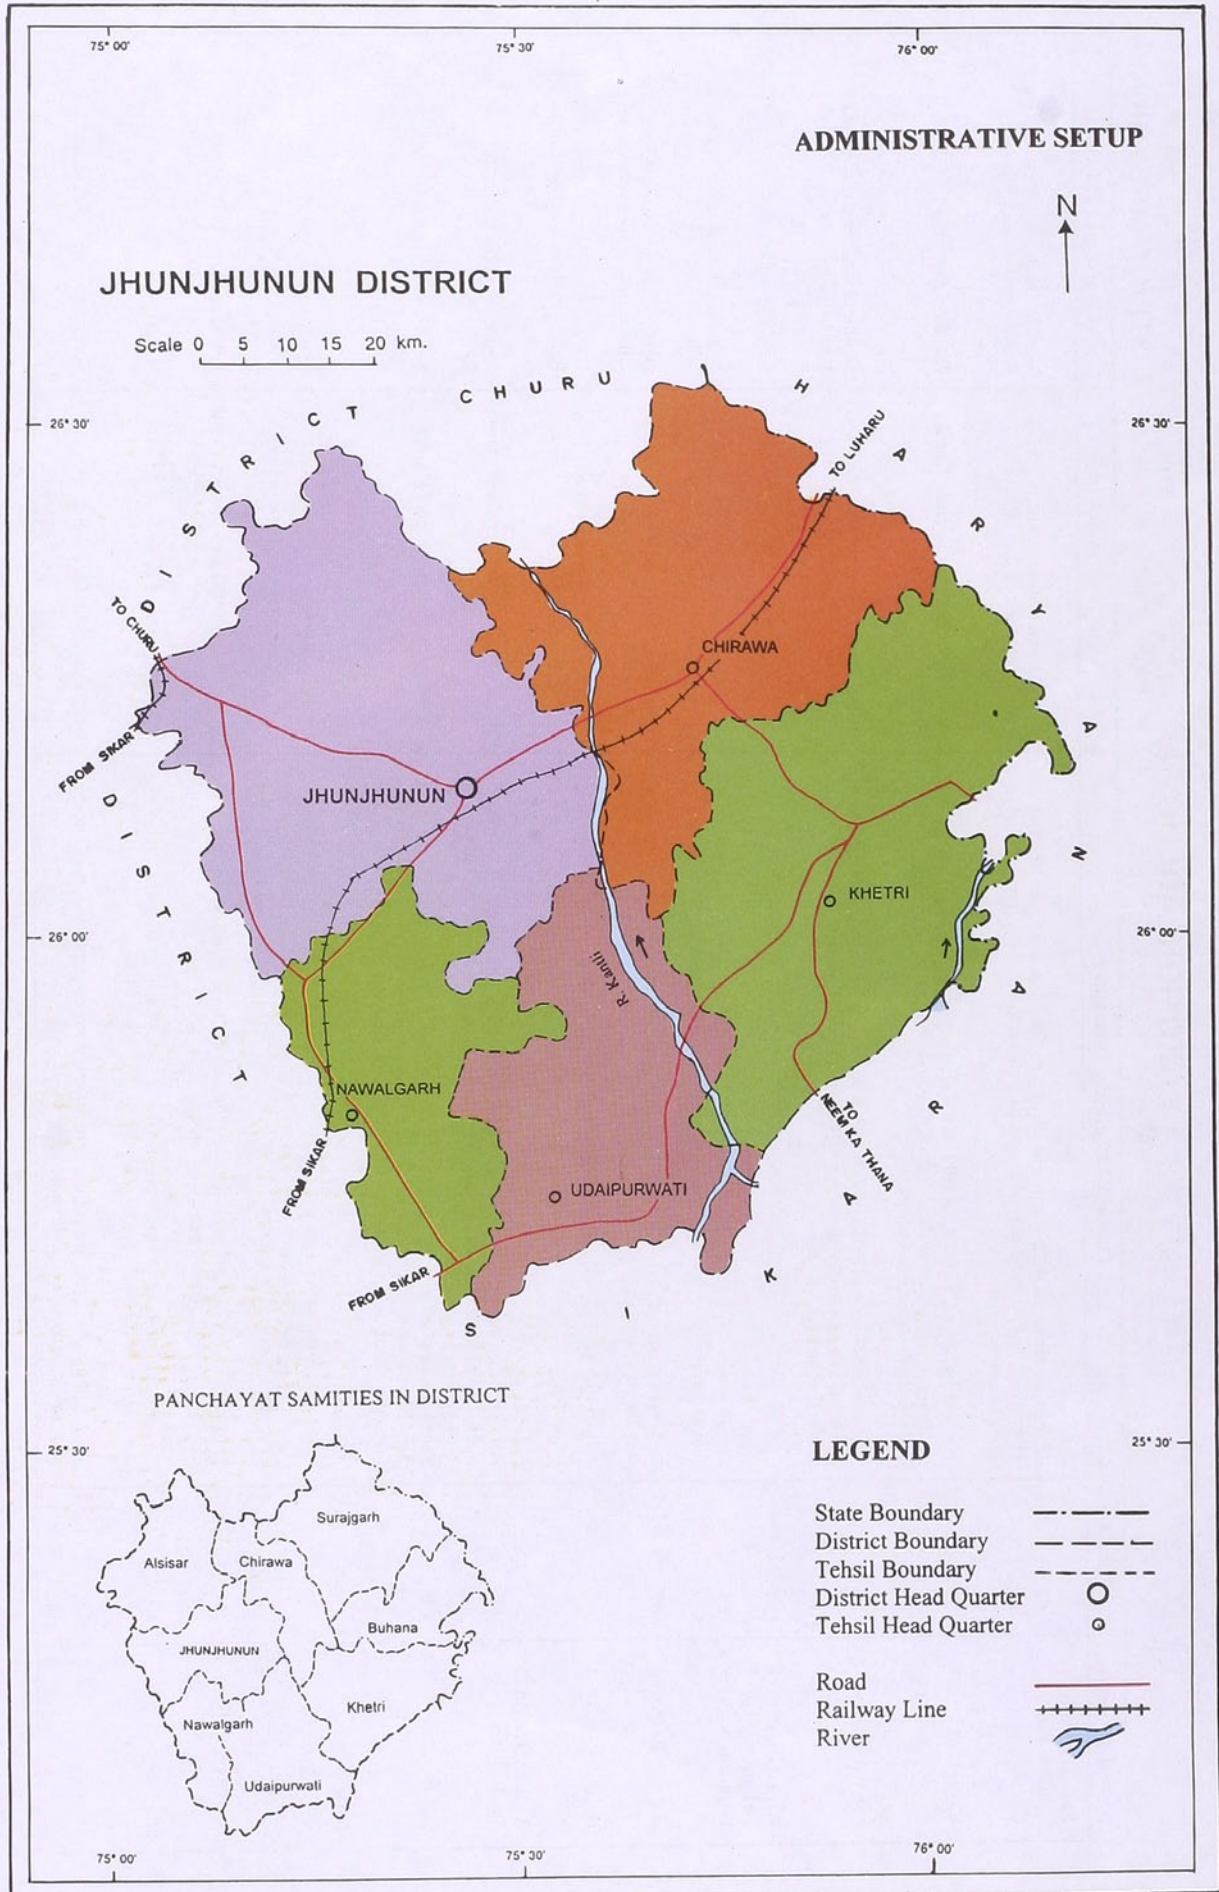 75° 00'
75° 30'
76° 00'
ADMINISTRATIVE SETUP
N
JHUNJHUNUN DISTRICT
Scale 0 5 10 15 20 km.
DISTRICT CHURU
HARYANA
26° 30'
26° 30'
TO LUHARU
TO CHURU
CHIRAWA
FROM SIKAR
JHUNJHUNUN
KHETRI
26° 00'
26° 00'
R. Kantli
DISTRICT
NAWALGARH
TO
NEEM KA THANA
FROM SIKAR
UDAIPURWATI
FROM SIKAR
SIKAR
PANCHAYAT SAMITIES IN DISTRICT
25° 30'
25° 30'
Surajgarh
Alsisar
Chirawa
Buhana
JHUNJHUNUN
Khetri
Nawalgarh
Udaipurwati
LEGEND
State Boundary
District Boundary
Tehsil Boundary
District Head Quarter
Tehsil Head Quarter
Road
Railway Line
River
75° 00'
75° 30'
76° 00'